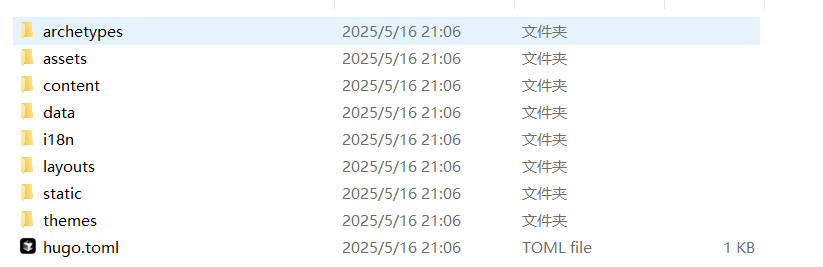 archetypes 2025/5/16 21:06 文件夹
assets 2025/5/16 21:06 文件夹
content 2025/5/16 21:06 文件夹
data 2025/5/16 21:06 文件夹
i18n 2025/5/16 21:06 文件夹
layouts 2025/5/16 21:06 文件夹
static 2025/5/16 21:06 文件夹
themes 2025/5/16 21:06 文件夹
hugo.toml 2025/5/16 21:06 TOML file 1 KB